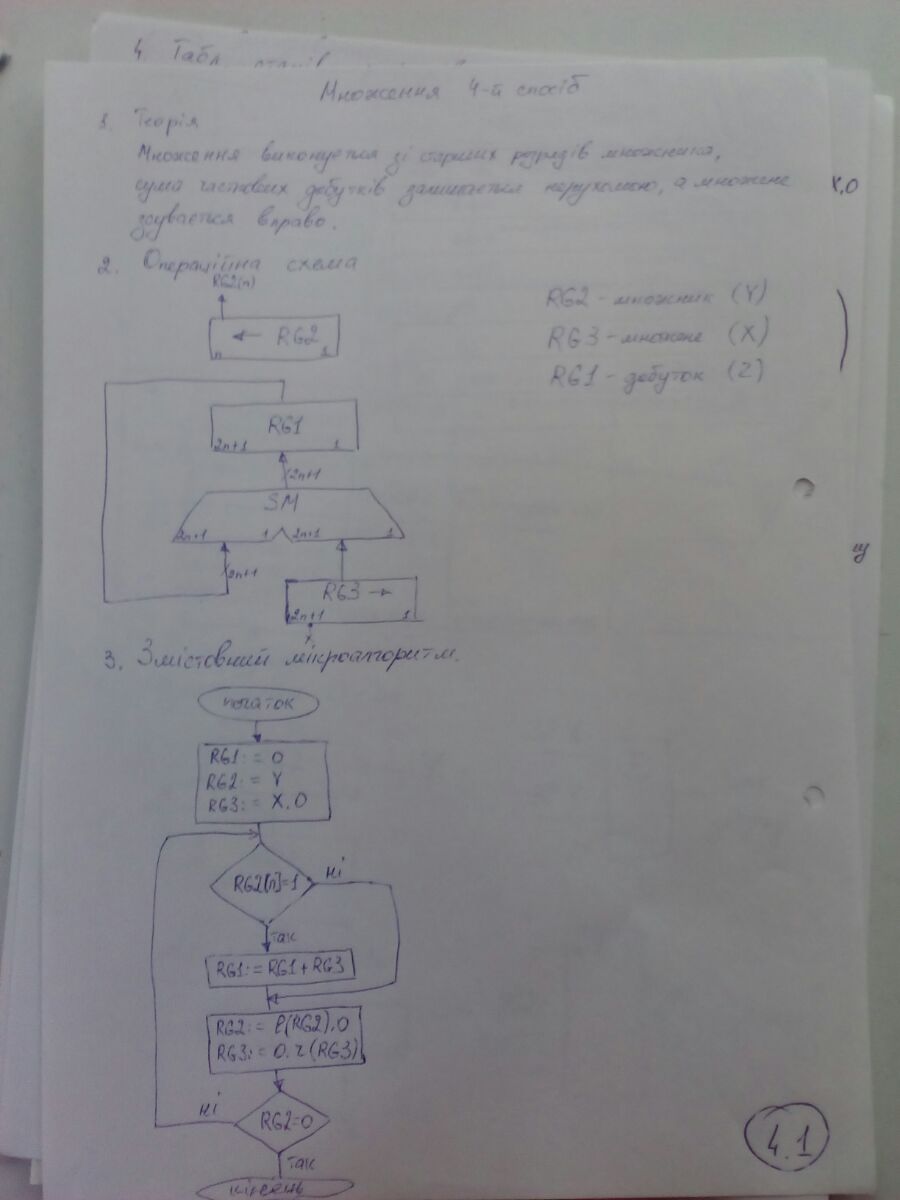 4. Табл
Множення 4-й спосіб
1. Теорія
Множення виконується зі старших розрядів множника,
сума часткових добутків залишається нерухомою, а множене
зсувається вправо.
X.0
2. Операційна схема
RG2(n)
← RG2
n 1
RG2 - множник (Y)
RG3 - множене (X)
RG1 - добуток (Z)
RG1
2n+1 1
2n+1
SM
2n+1 1 2n+1 1
2n+1
RG3 →
2n+1 1
3. Змістовний мікроалгоритм.
початок
RG1:= 0
RG2:= Y
RG3:= X.0
RG2[n]=1
ні
так
RG1:= RG1+RG3
RG2:= l(RG2).0
RG3:= 0.r(RG3)
ні
RG2=0
так
кінець
4.1